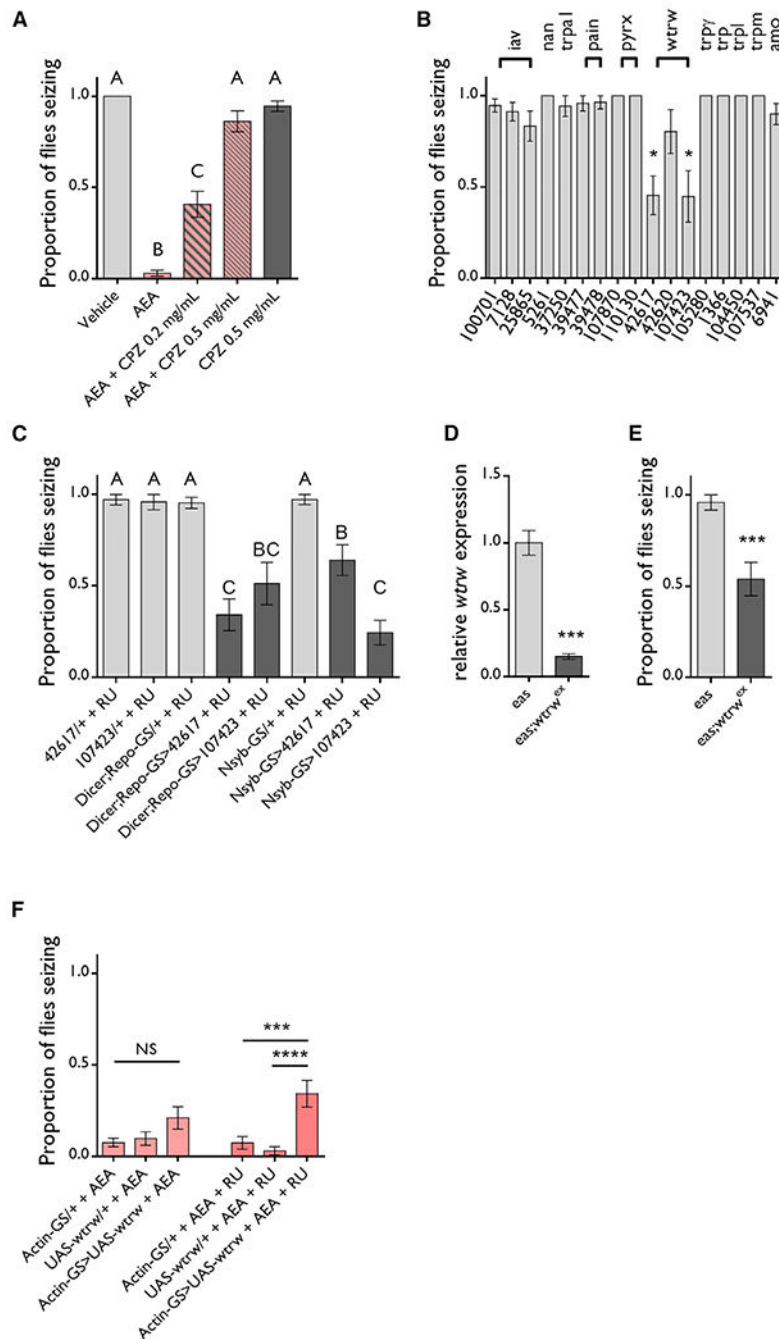 A
Proportion of flies seizing
1.0
0.5
0.0
A
B
C
A
A
Vehicle
AEA
AEA + CPZ 0.2 mg/mL
AEA + CPZ 0.5 mg/mL
CPZ 0.5 mg/mL
B
iav
nan
trpa1
pain
pyrx
wtrw
trpγ
trp
trpl
trpm
amo
Proportion of flies seizing
1.0
0.5
0.0
*
*
100701
7128
25865
5261
37250
39477
39478
107870
110130
42617
42620
107423
105280
1366
104450
107537
6941
C
Proportion of flies seizing
1.0
0.5
0.0
A
A
A
C
BC
A
B
C
42617/+ + RU
107423/+ + RU
Dicer;Repo-GS/+ + RU
Dicer;Repo-GS>42617 + RU
Dicer;Repo-GS>107423 + RU
Nsyb-GS/+ + RU
Nsyb-GS>42617 + RU
Nsyb-GS>107423 + RU
D
relative wtrw expression
1.5
1.0
0.5
0.0
***
eas
eas;wtrw ex
E
Proportion of flies seizing
1.0
0.5
0.0
***
eas
eas;wtrw ex
F
Proportion of flies seizing
1.0
0.5
0.0
NS
***
****
Actin-GS/+ + AEA
UAS-wtrw/+ + AEA
Actin-GS>UAS-wtrw + AEA
Actin-GS/+ + AEA + RU
UAS-wtrw/+ + AEA + RU
Actin-GS>UAS-wtrw + AEA + RU